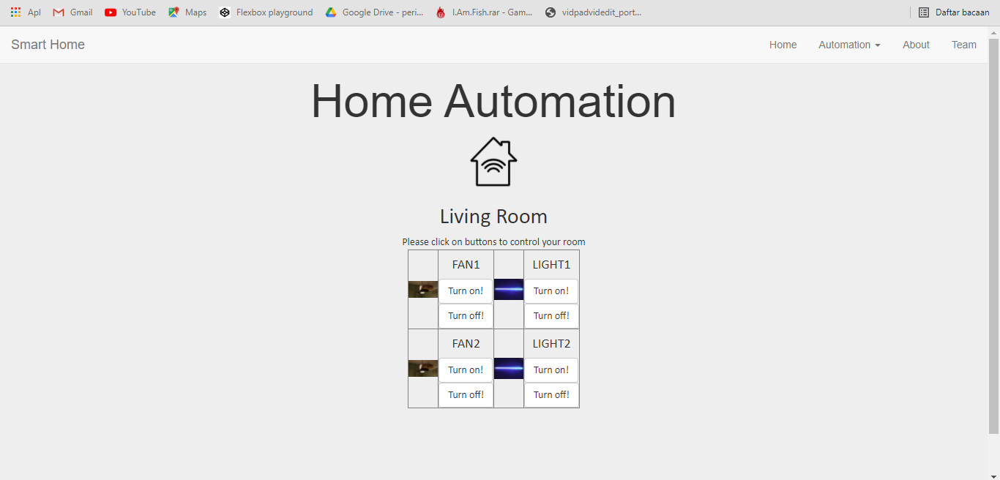 Apl Gmail YouTube Maps Flexbox playground Google Drive - peri... I.Am.Fish.rar - Gam... vidpadvidedit_port... Daftar bacaan
Smart Home Home Automation About Team
Home Automation
Living Room
Please click on buttons to control your room
FAN1 LIGHT1
Turn on! Turn on!
Turn off! Turn off!
FAN2 LIGHT2
Turn on! Turn on!
Turn off! Turn off!